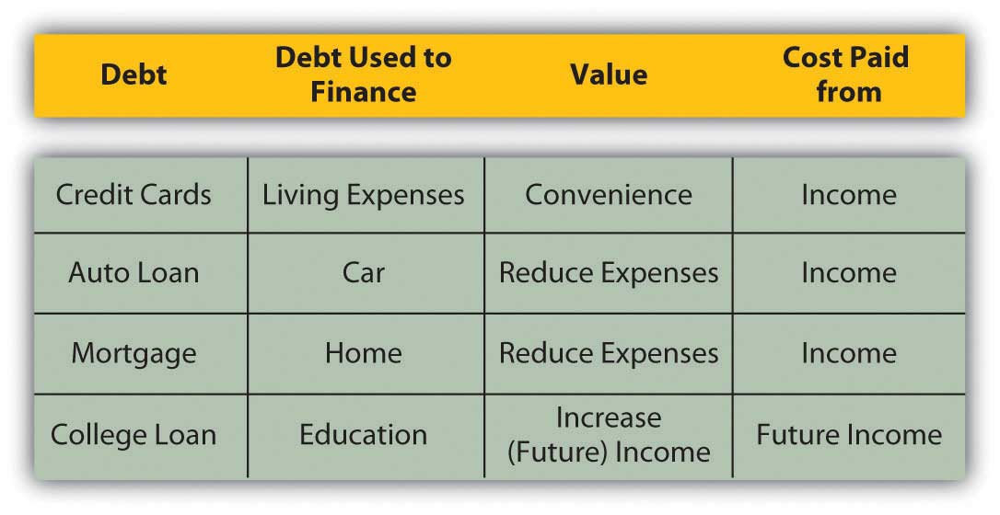 Debt
Debt Used to
Finance
Value
Cost Paid
from
Credit Cards
Living Expenses
Convenience
Income
Auto Loan
Car
Reduce Expenses
Income
Mortgage
Home
Reduce Expenses
Income
College Loan
Education
Increase
(Future) Income
Future Income